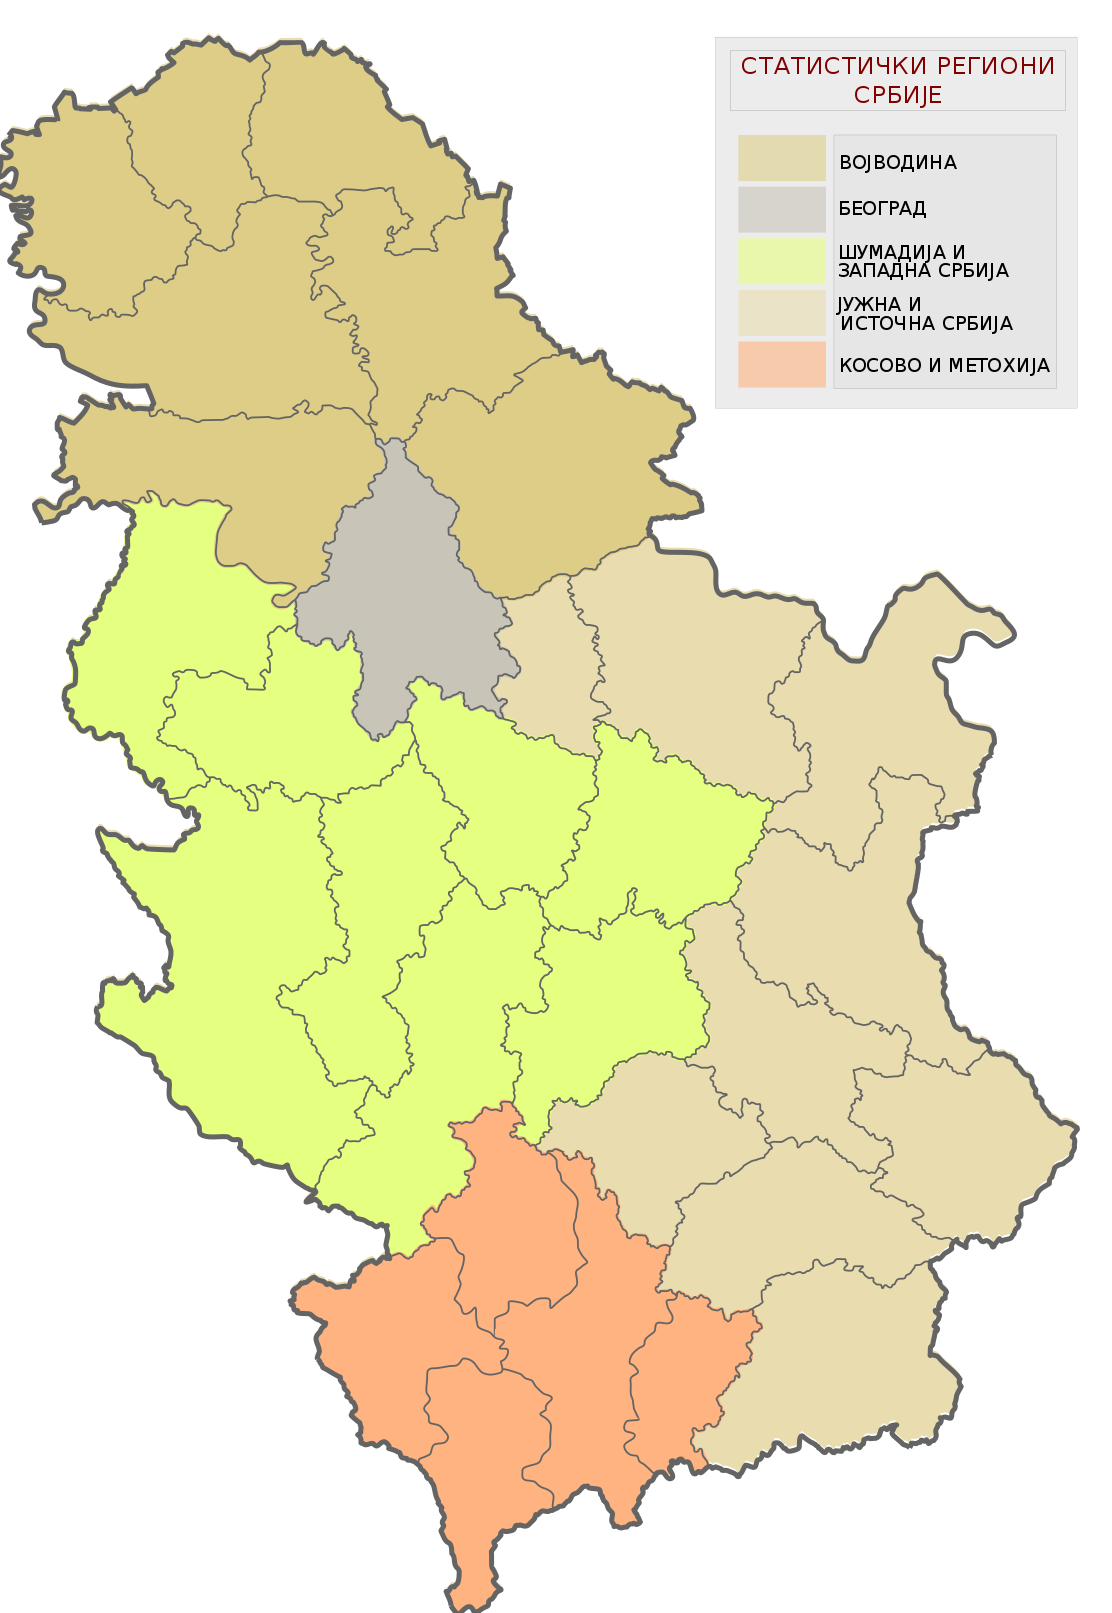 СТАТИСТИЧКИ РЕГИОНИ
СРБИЈЕ
ВОЈВОДИНА
БЕОГРАД
ШУМАДИЈА И
ЗАПАДНА СРБИЈА
ЈУЖНА И
ИСТОЧНА СРБИЈА
КОСОВО И МЕТОХИЈА